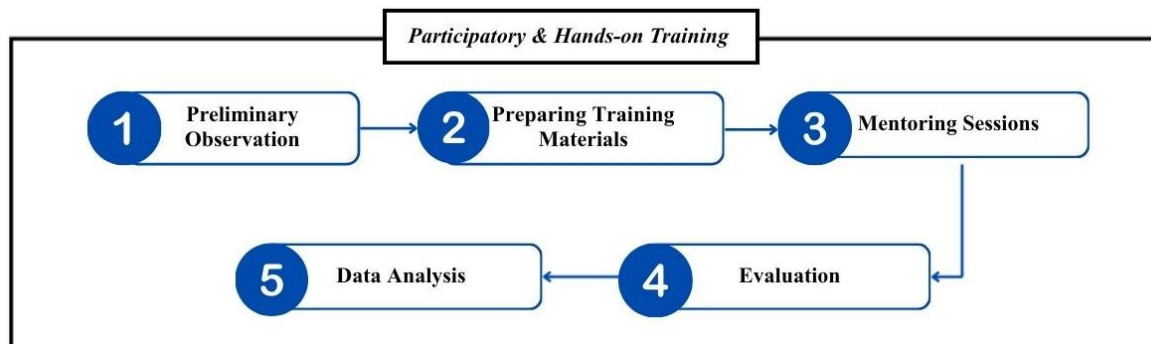 Participatory & Hands-on Training
1
Preliminary
Observation
2
Preparing Training
Materials
3
Mentoring Sessions
4
Evaluation
5
Data Analysis